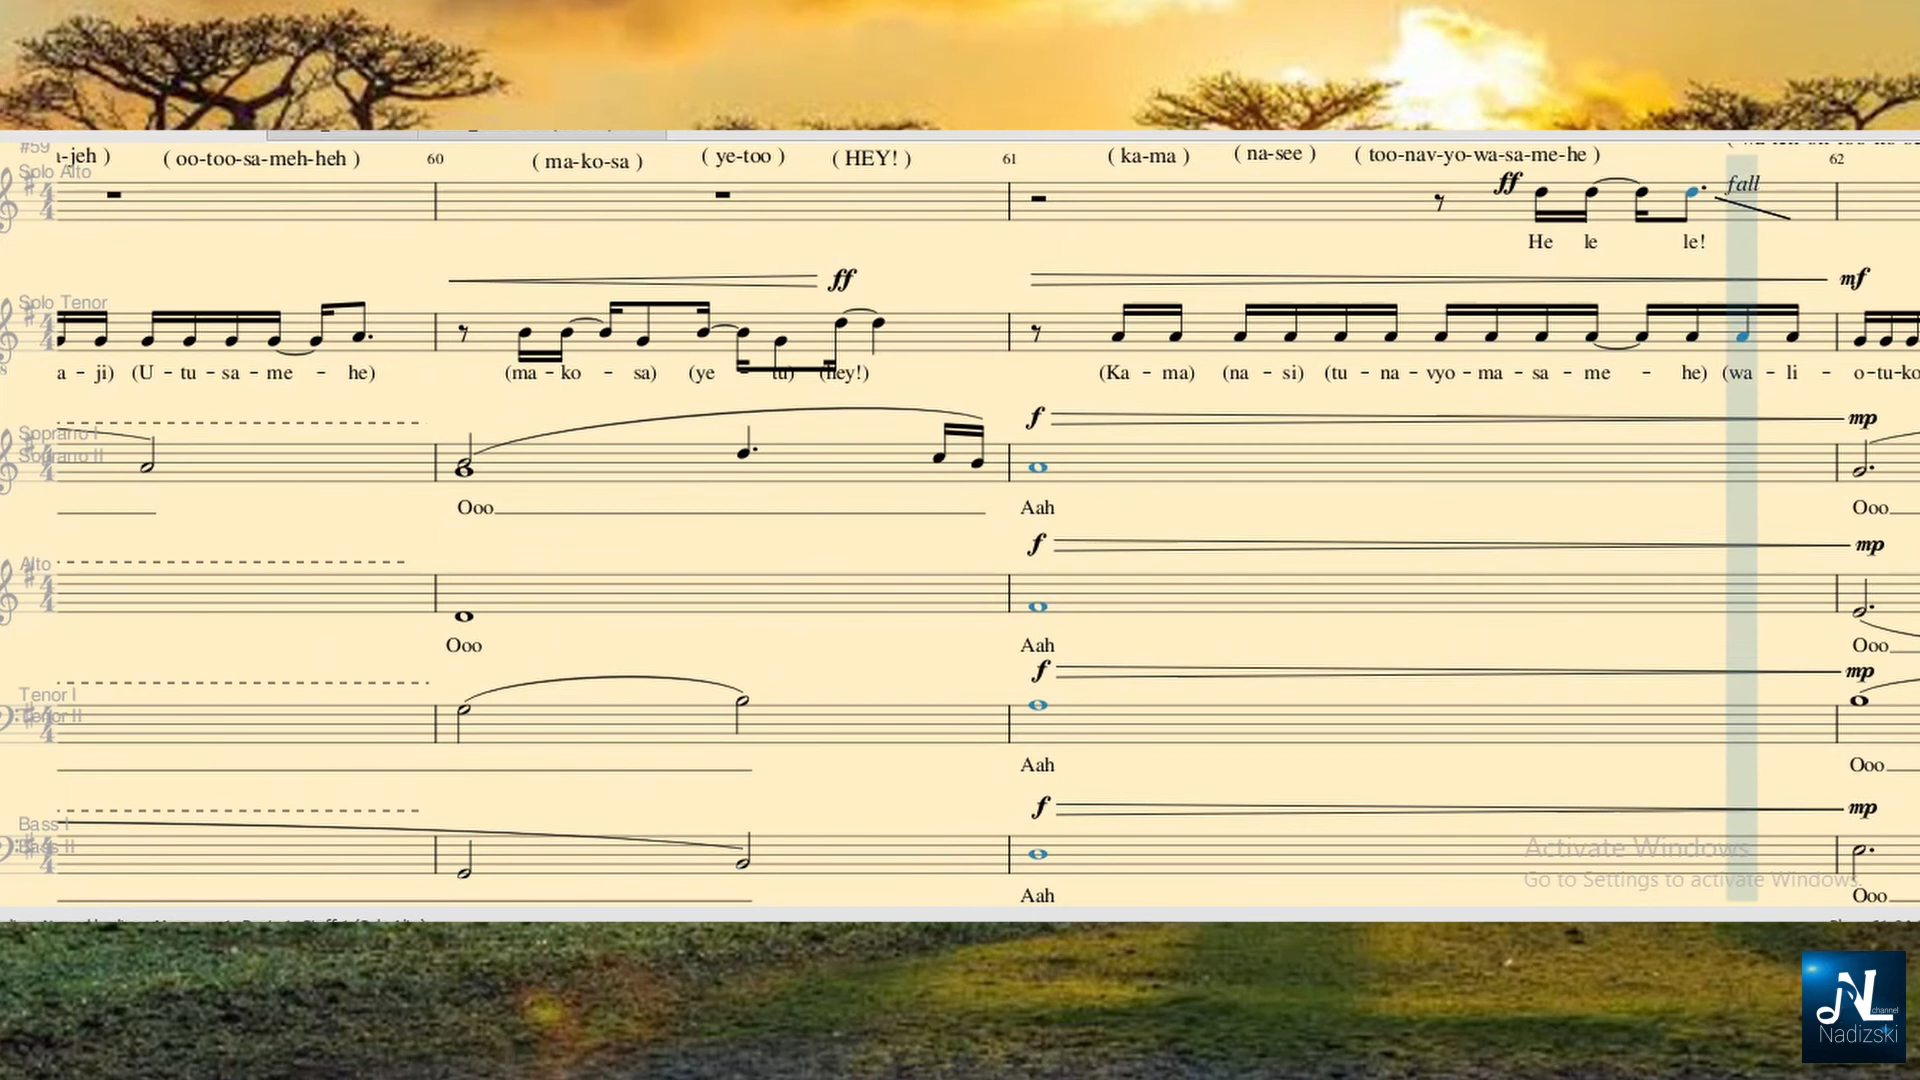 #59
a-jeh ) ( oo-too-sa-meh-heh ) 60 ( ma-ko-sa ) ( ye-too ) ( HEY! ) 61 ( ka-ma ) ( na-see ) ( too-nav-yo-wa-sa-me-he ) 62
Solo Alto
ff fall
He le le!
ff mf
Solo Tenor
a - ji) (U - tu - sa - me - he) (ma - ko - sa) (ye tu) (hey!) (Ka - ma) (na - si) (tu - na - vyo - ma - sa - me - he) (wa - li - o-tu-ko
f mp
Soprano I
Soprano II
Ooo Aah Ooo
f mp
Alto
Ooo Aah Ooo
f mp
Tenor I
Tenor II
Aah Ooo
f mp
Bass I
Bass II
Activate Windows
Go to Settings to activate Windows.
Aah Ooo
channel
Nadizski